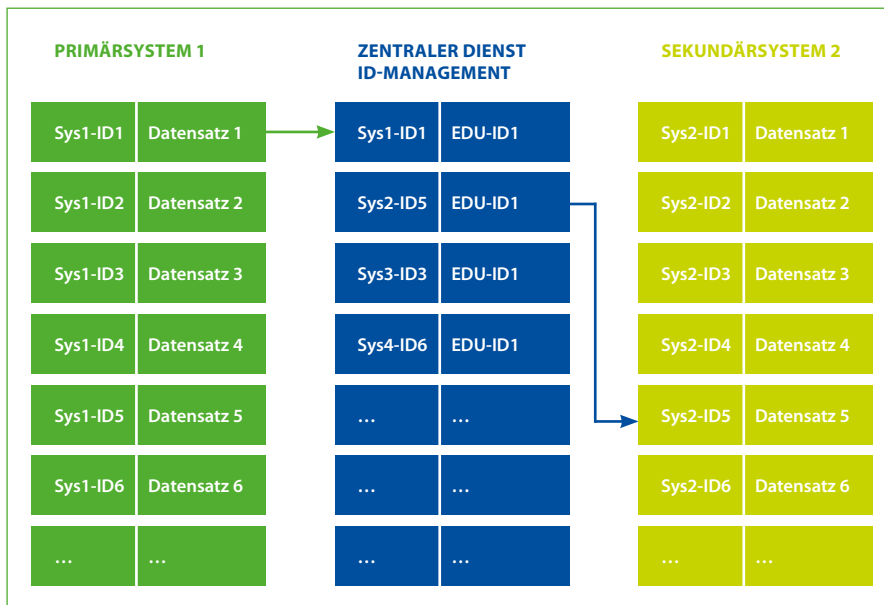 PRIMÄRSYSTEM 1
ZENTRALER DIENST
ID-MANAGEMENT
SEKUNDÄRSYSTEM 2
Sys1-ID1 Datensatz 1
Sys1-ID2 Datensatz 2
Sys1-ID3 Datensatz 3
Sys1-ID4 Datensatz 4
Sys1-ID5 Datensatz 5
Sys1-ID6 Datensatz 6
... ...
Sys1-ID1 EDU-ID1
Sys2-ID5 EDU-ID1
Sys3-ID3 EDU-ID1
Sys4-ID6 EDU-ID1
... ...
... ...
... ...
Sys2-ID1 Datensatz 1
Sys2-ID2 Datensatz 2
Sys2-ID3 Datensatz 3
Sys2-ID4 Datensatz 4
Sys2-ID5 Datensatz 5
Sys2-ID6 Datensatz 6
... ...